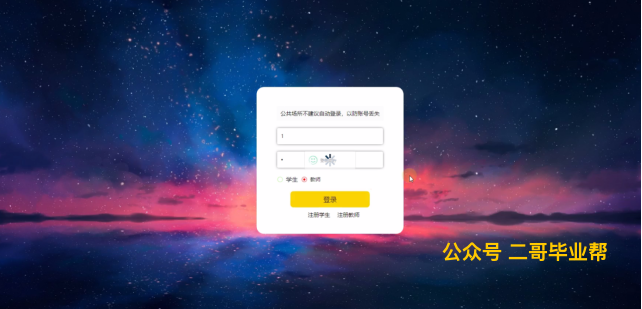 公共场所不建议自动登录，以防账号丢失
1
学生 教师
登录
注册学生 注册教师
公众号 二哥毕业帮